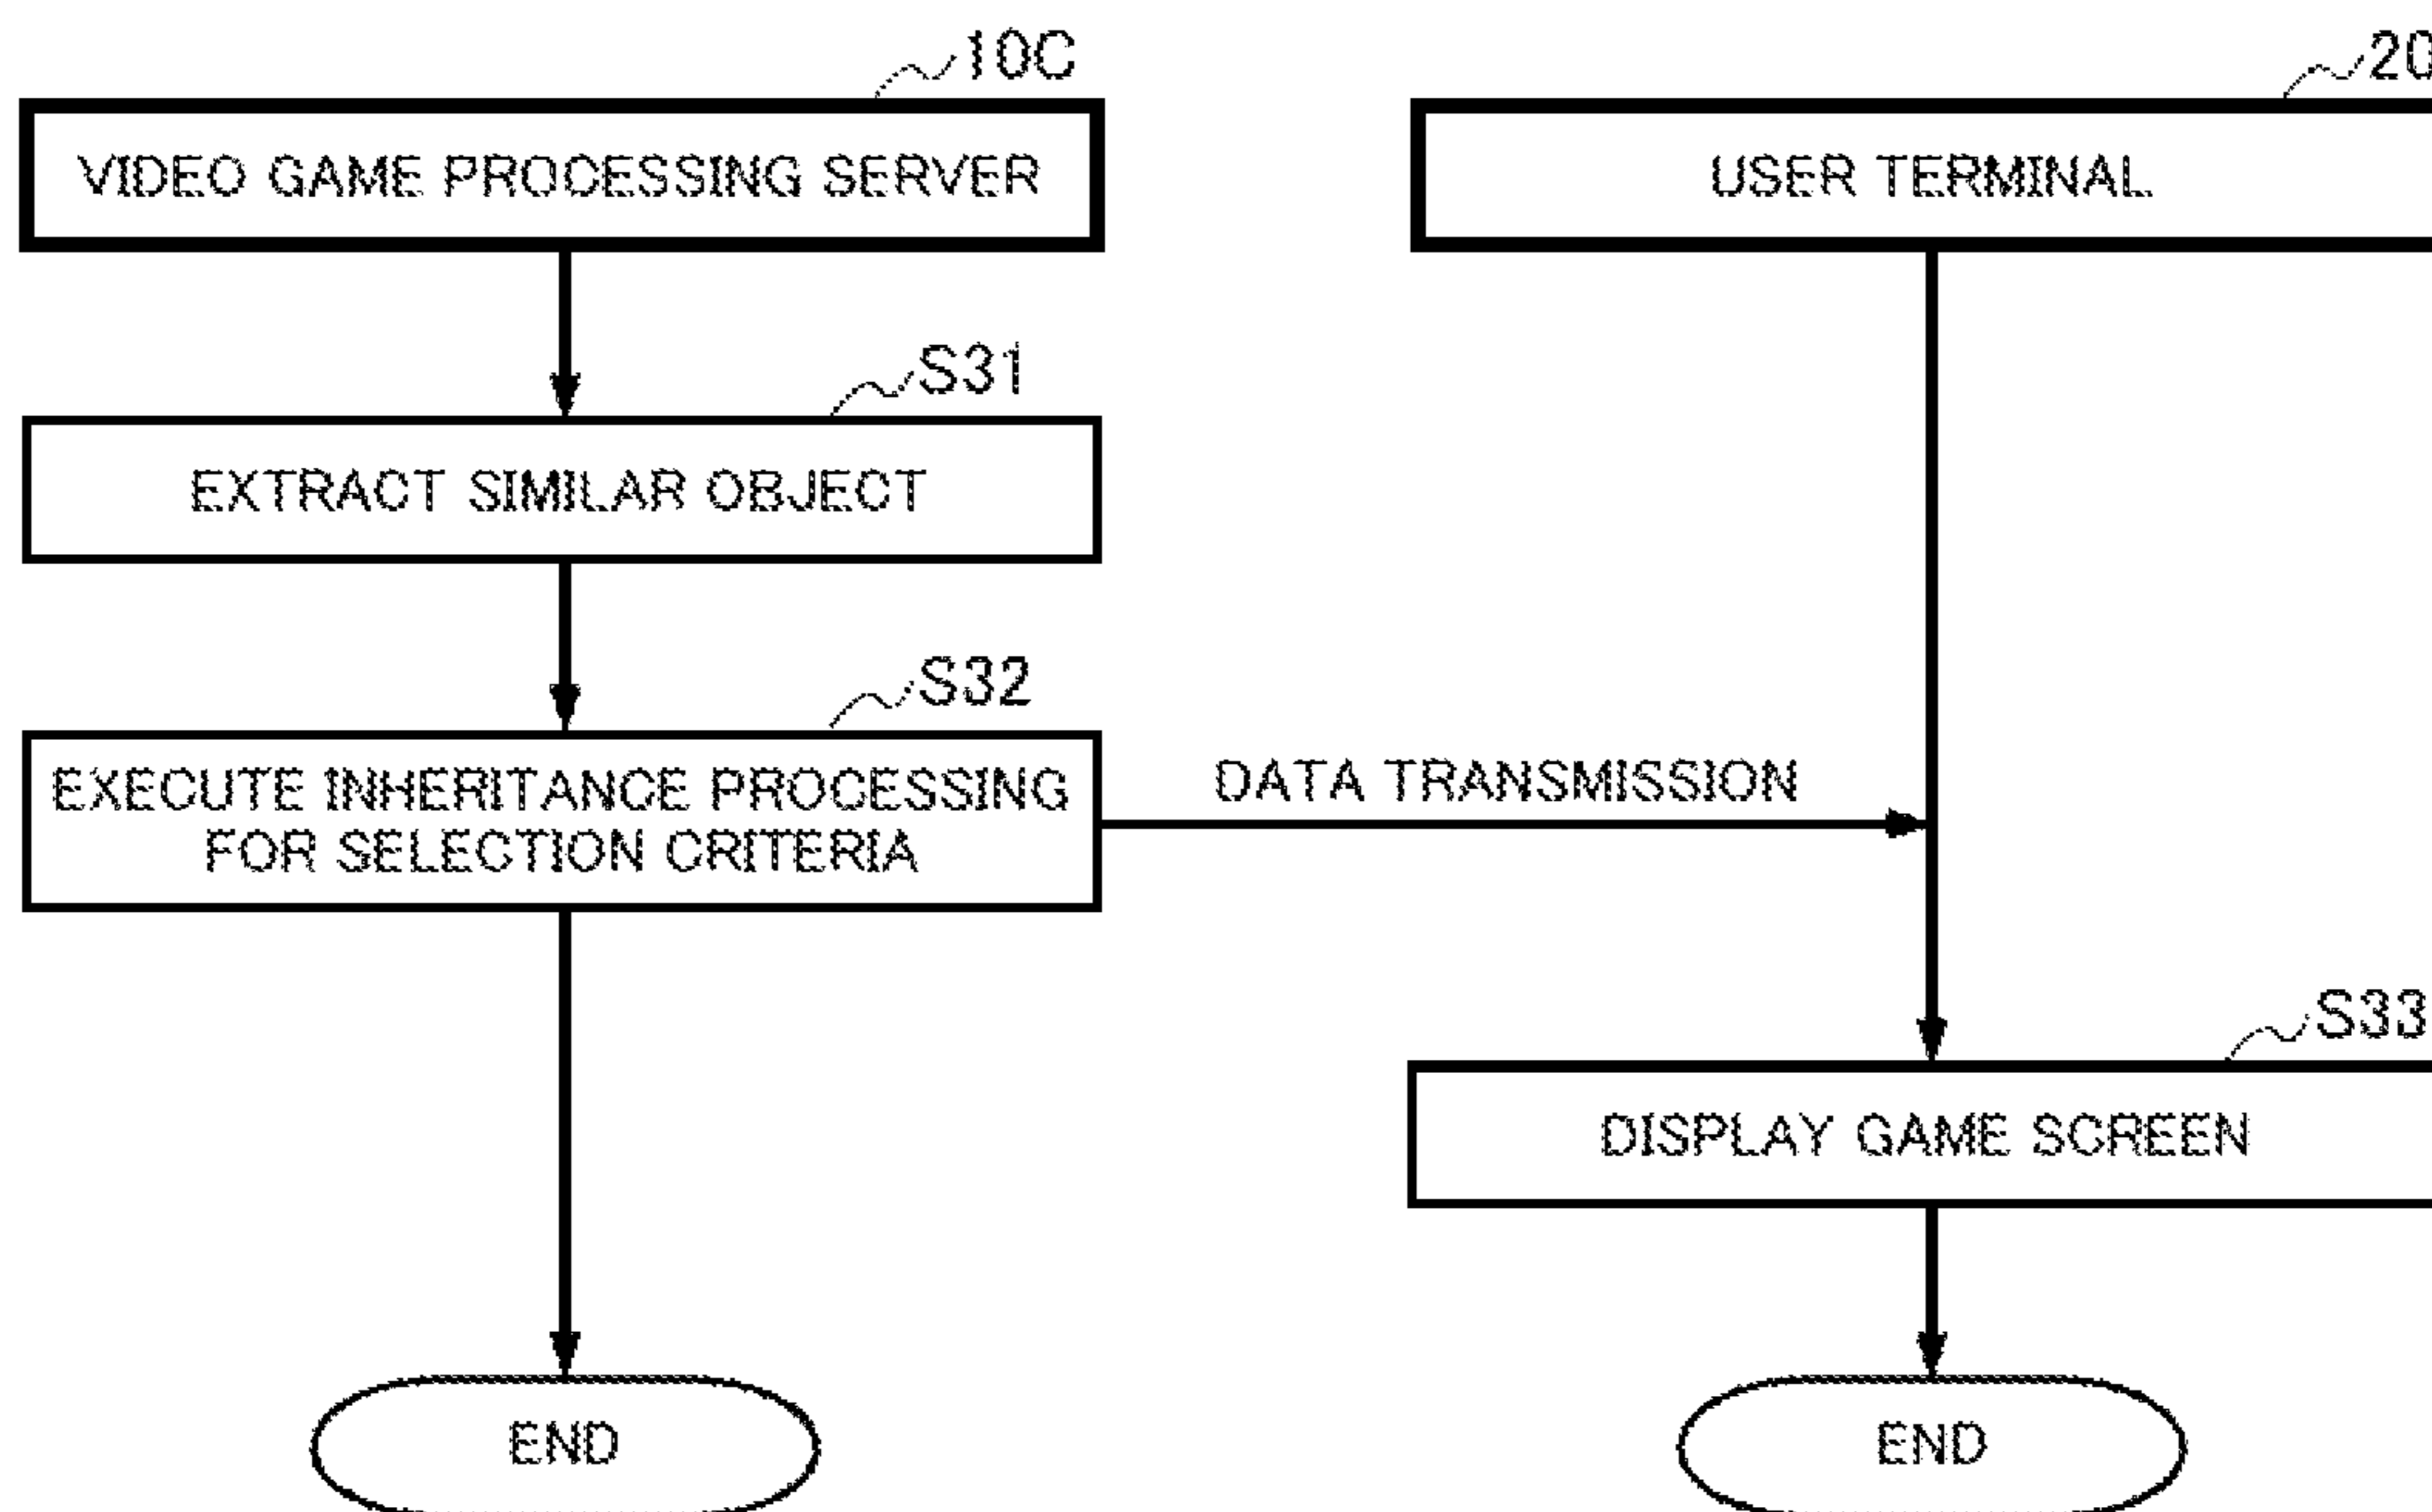 10C
VIDEO GAME PROCESSING SERVER
S31
EXTRACT SIMILAR OBJECT
S32
EXECUTE INHERITANCE PROCESSING
FOR SELECTION CRITERIA
DATA TRANSMISSION
END
20
USER TERMINAL
S33
DISPLAY GAME SCREEN
END